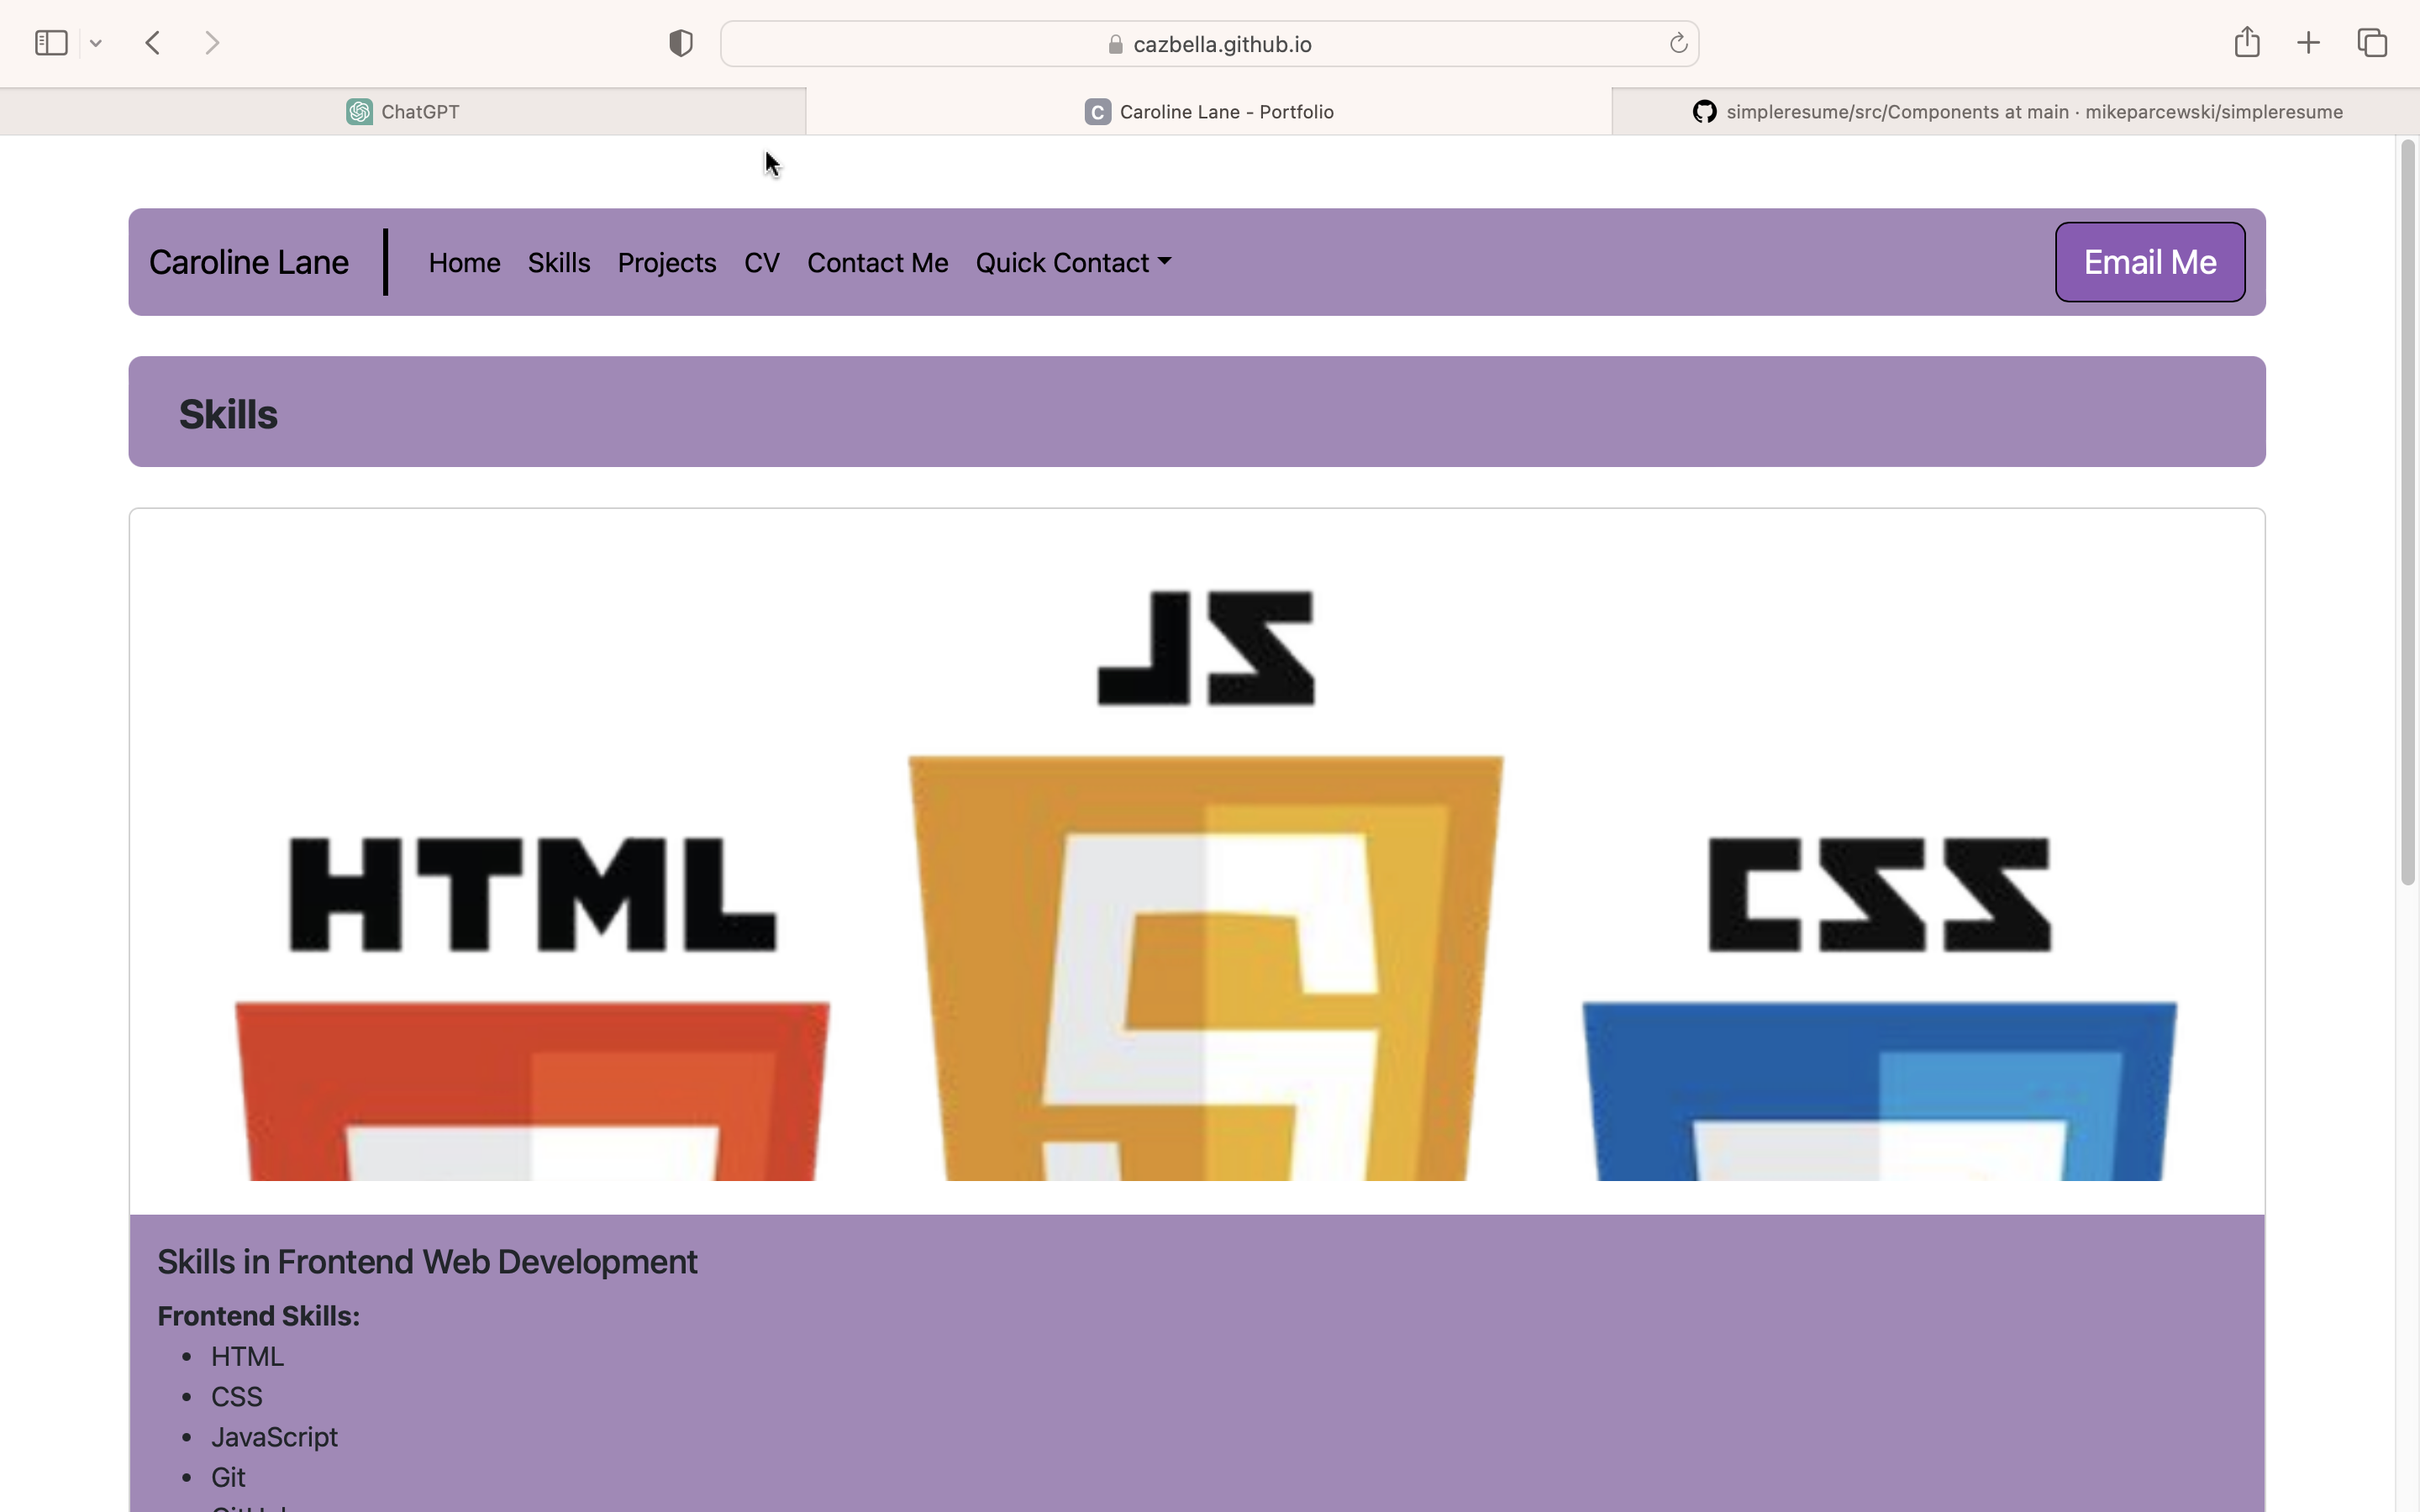 cazbella.github.io
ChatGPT
C Caroline Lane - Portfolio
simpleresume/src/Components at main · mikeparcewski/simpleresume
Caroline Lane
Home Skills Projects CV Contact Me Quick Contact
Email Me
Skills
JS
HTML
CSS
Skills in Frontend Web Development
Frontend Skills:
• HTML
• CSS
• JavaScript
• Git